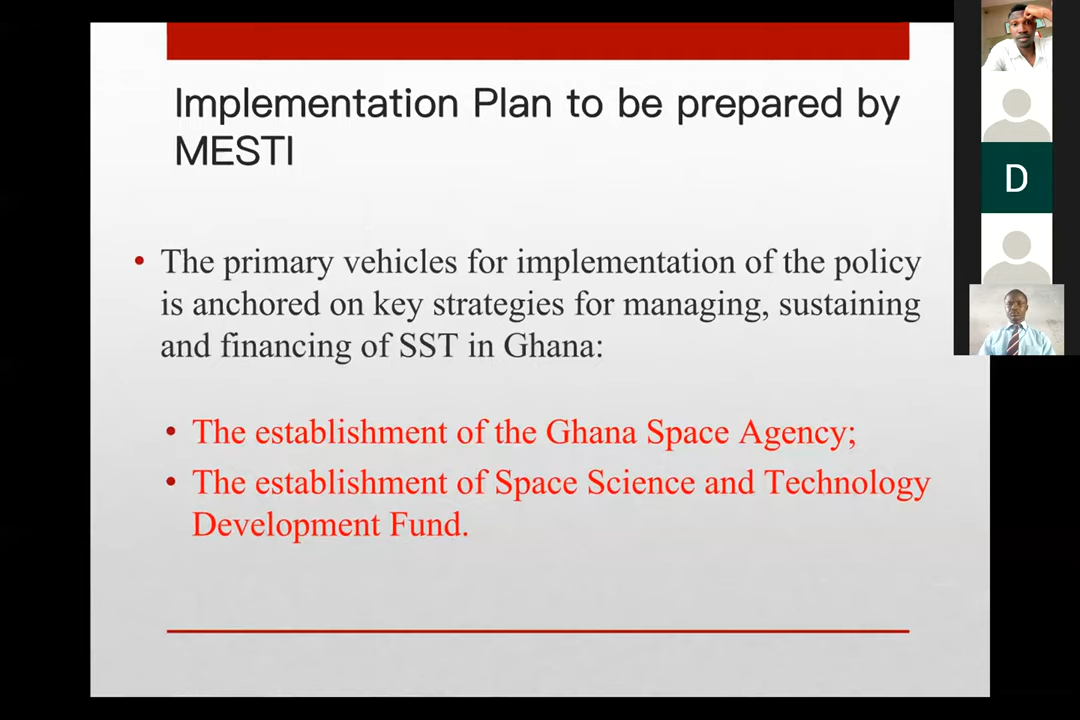 Implementation Plan to be prepared by
MESTI
• The primary vehicles for implementation of the policy
is anchored on key strategies for managing, sustaining
and financing of SST in Ghana:
• The establishment of the Ghana Space Agency;
• The establishment of Space Science and Technology
Development Fund.
D